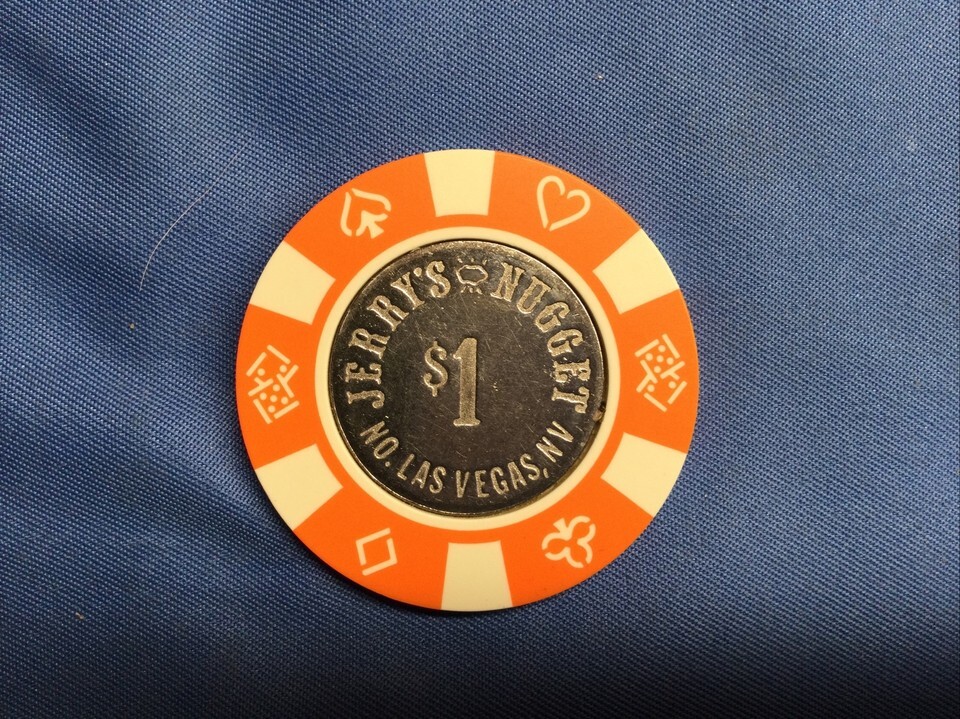 JERRY'S NUGGET
$1
NO. LAS VEGAS, NV